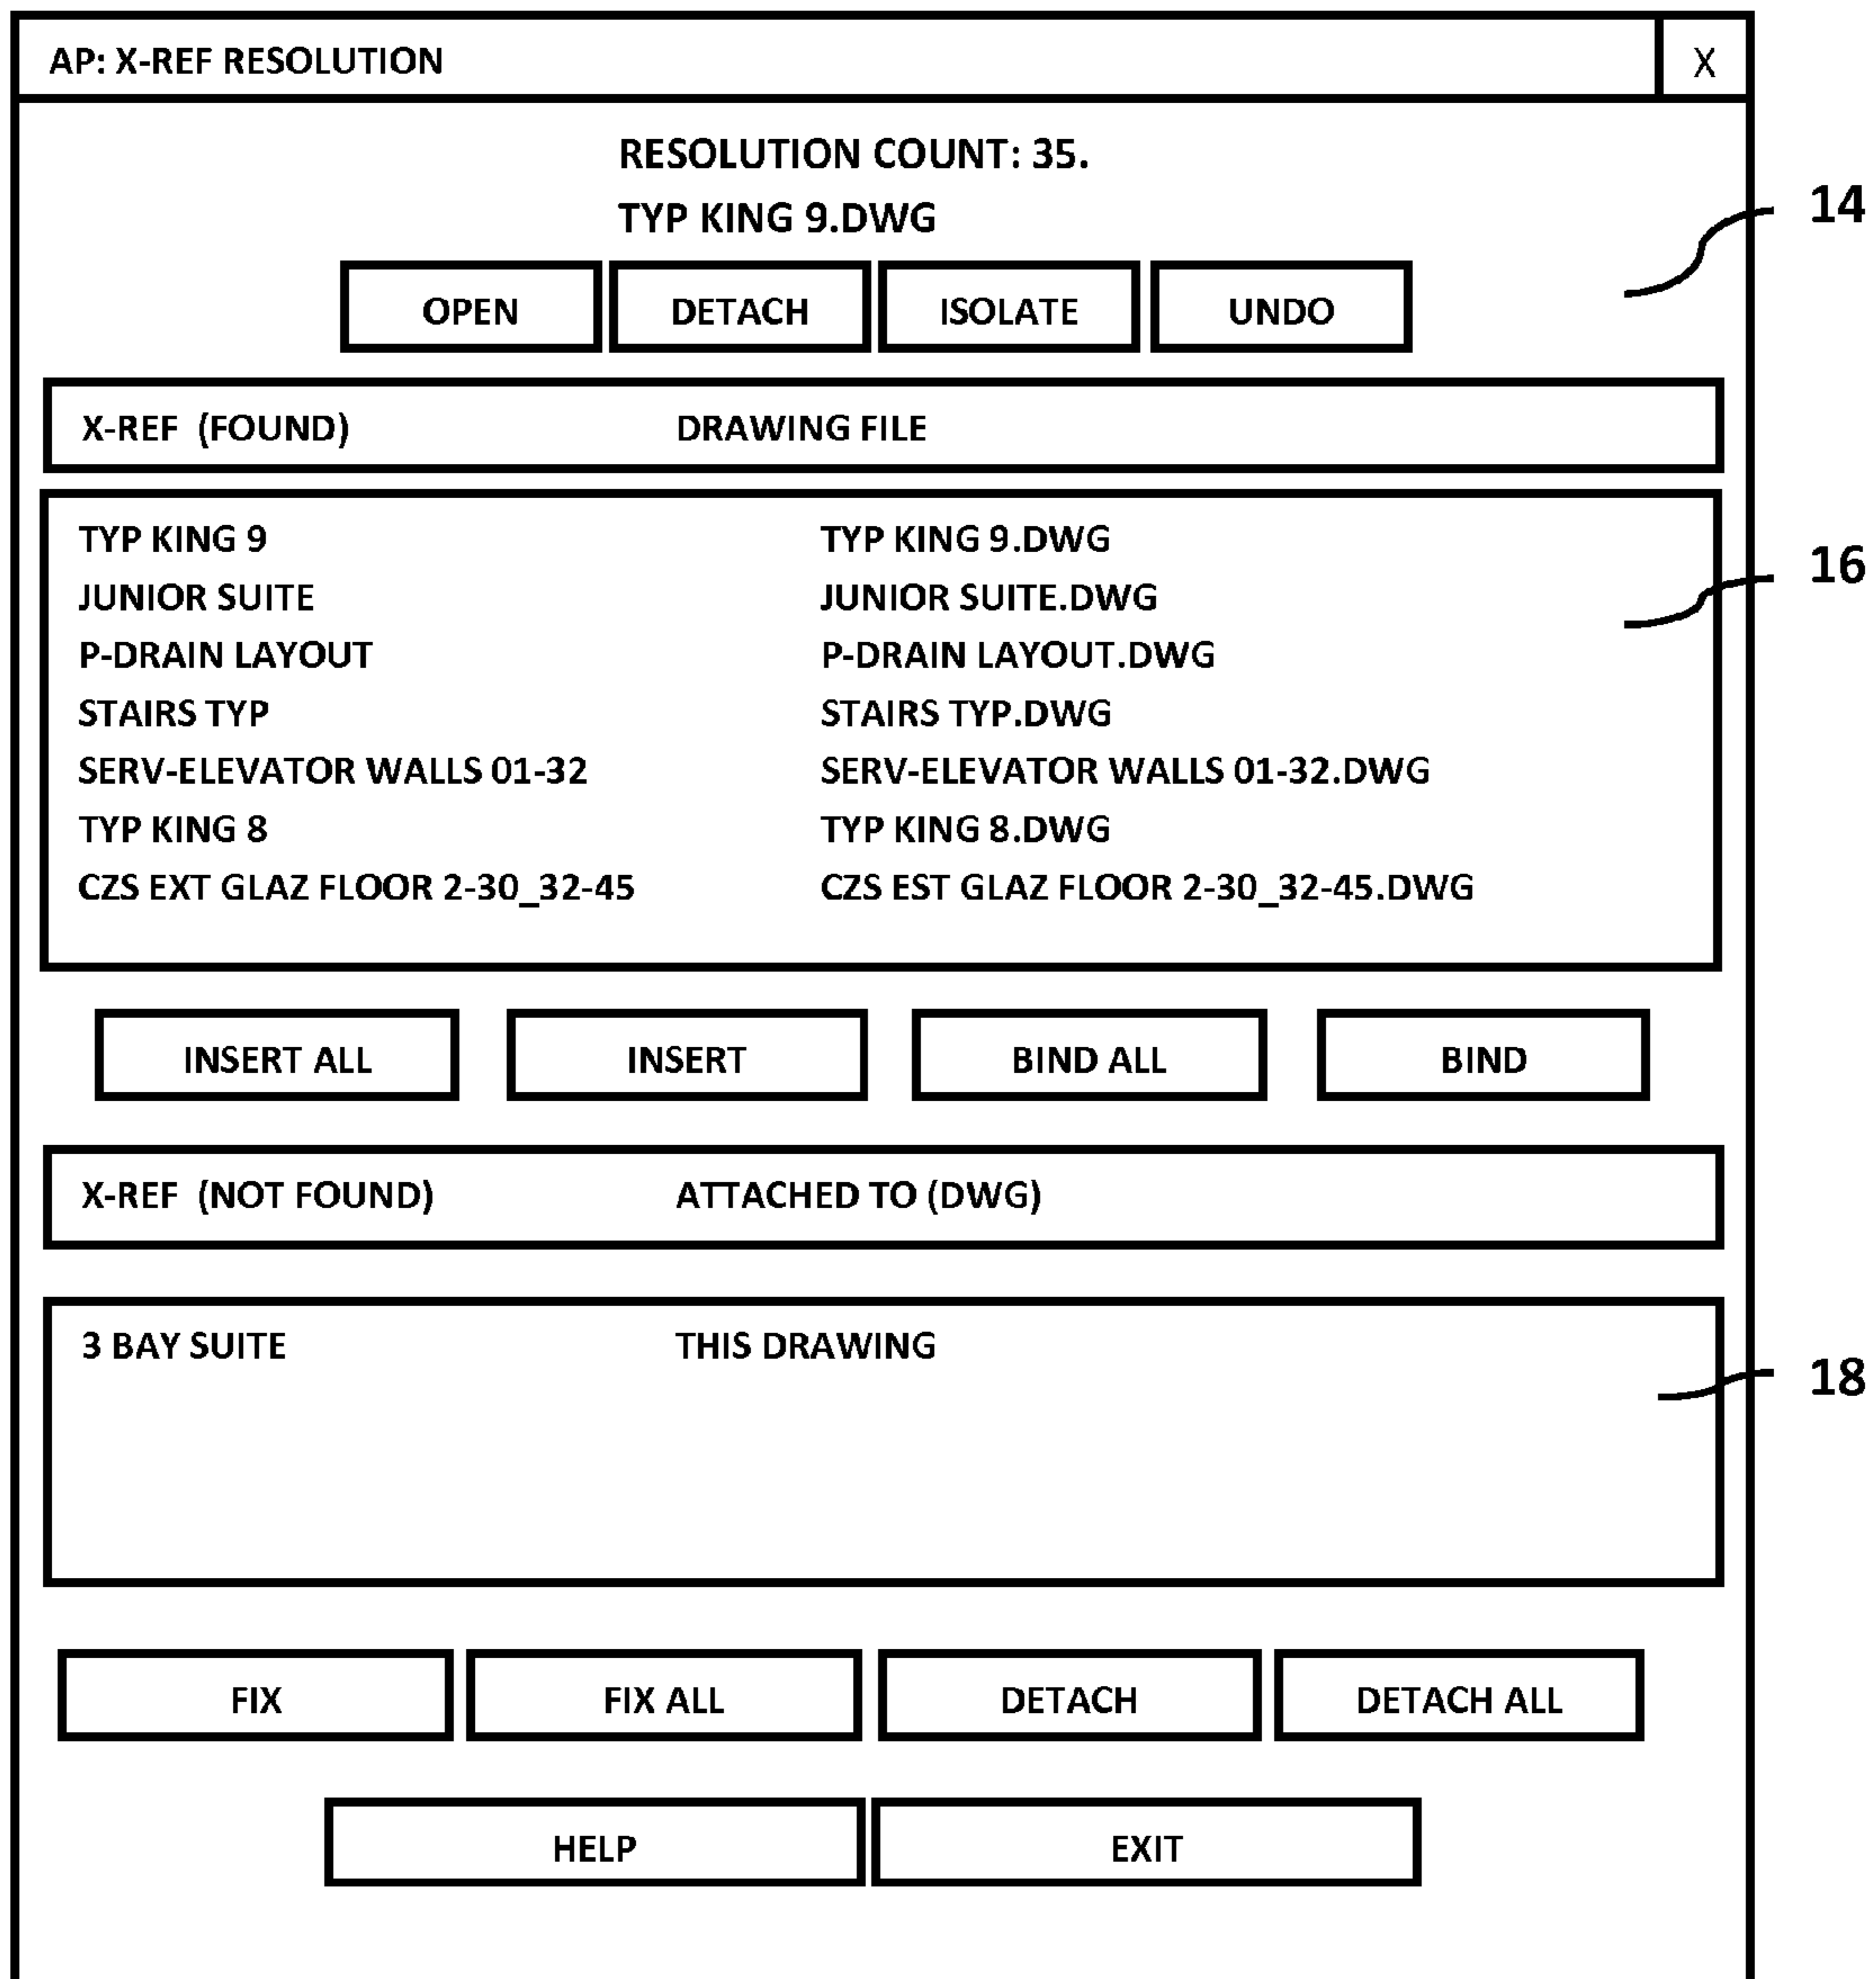 AP: X-REF RESOLUTION X
RESOLUTION COUNT: 35.
TYP KING 9.DWG
14
OPEN DETACH ISOLATE UNDO
X-REF (FOUND) DRAWING FILE
TYP KING 9 TYP KING 9.DWG
16
JUNIOR SUITE JUNIOR SUITE.DWG
P-DRAIN LAYOUT P-DRAIN LAYOUT.DWG
STAIRS TYP STAIRS TYP.DWG
SERV-ELEVATOR WALLS 01-32 SERV-ELEVATOR WALLS 01-32.DWG
TYP KING 8 TYP KING 8.DWG
CZS EXT GLAZ FLOOR 2-30_32-45 CZS EST GLAZ FLOOR 2-30_32-45.DWG
INSERT ALL INSERT BIND ALL BIND
X-REF (NOT FOUND) ATTACHED TO (DWG)
3 BAY SUITE THIS DRAWING
18
FIX FIX ALL DETACH DETACH ALL
HELP EXIT